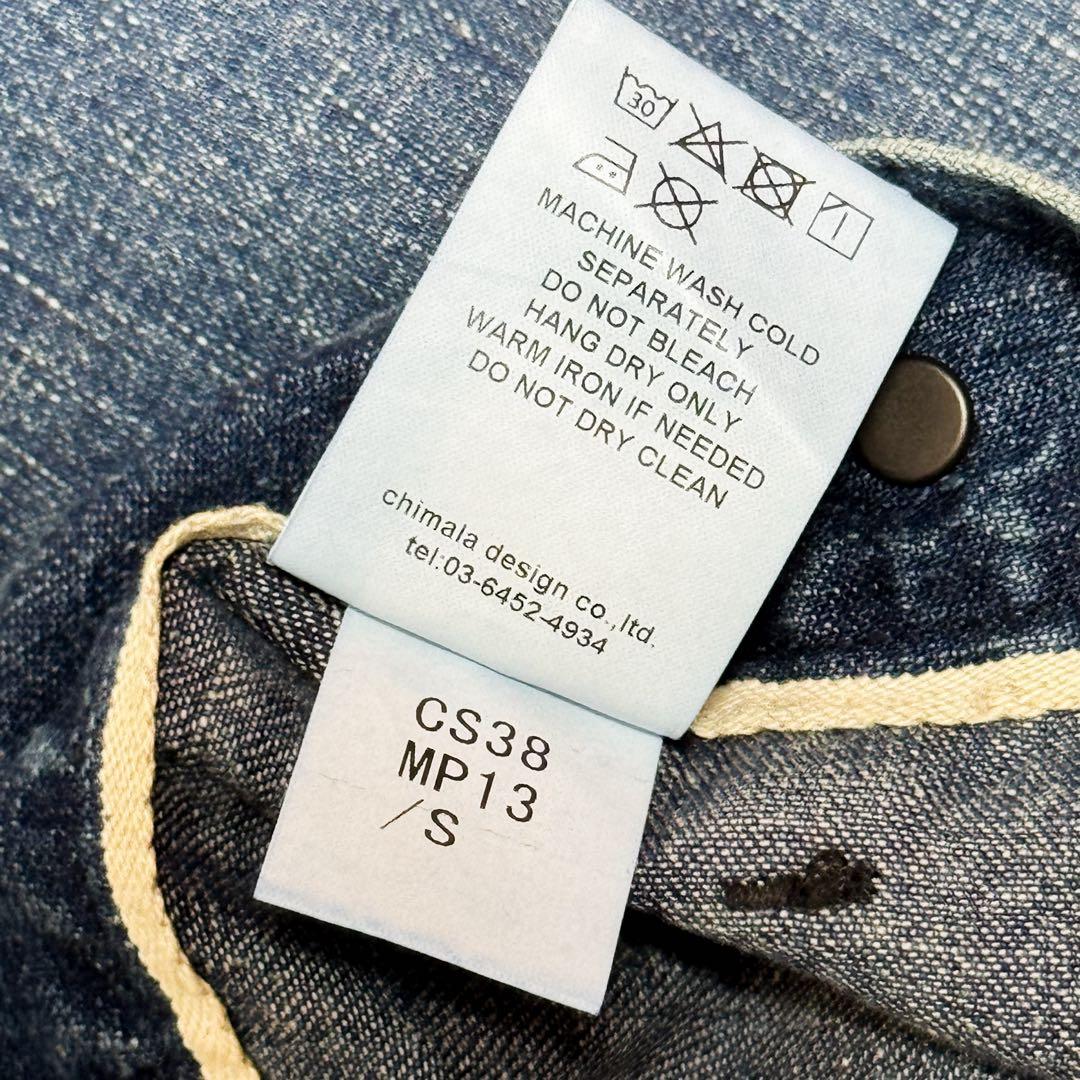 30
MACHINE WASH COLD
SEPARATELY
DO NOT BLEACH
HANG DRY ONLY
WARM IRON IF NEEDED
DO NOT DRY CLEAN
chimala design co.,ltd.
tel:03-6452-4934
CS38
MP13
/S